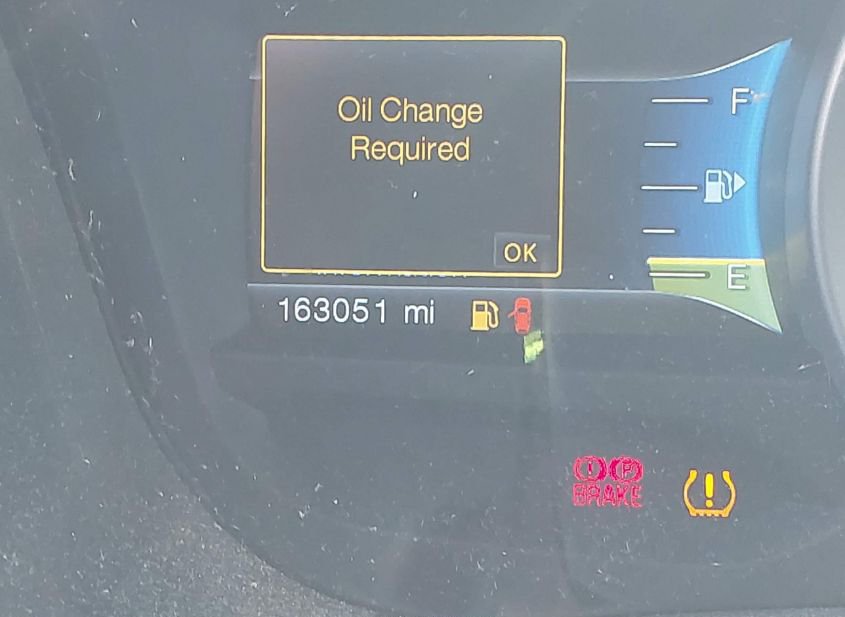 Oil Change
Required
OK
F
E
163051 mi
BRAKE